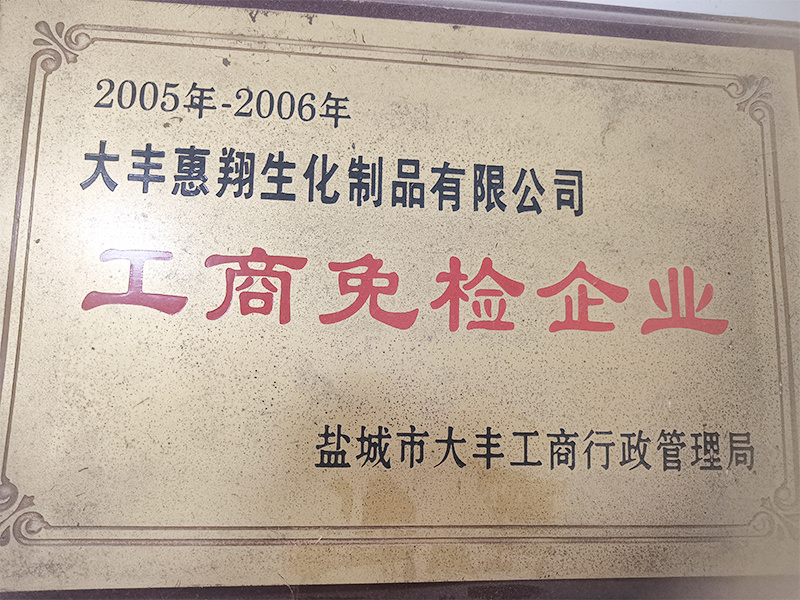 2005年-2006年
大丰惠翔生化制品有限公司
工商免检企业
盐城市大丰工商行政管理局